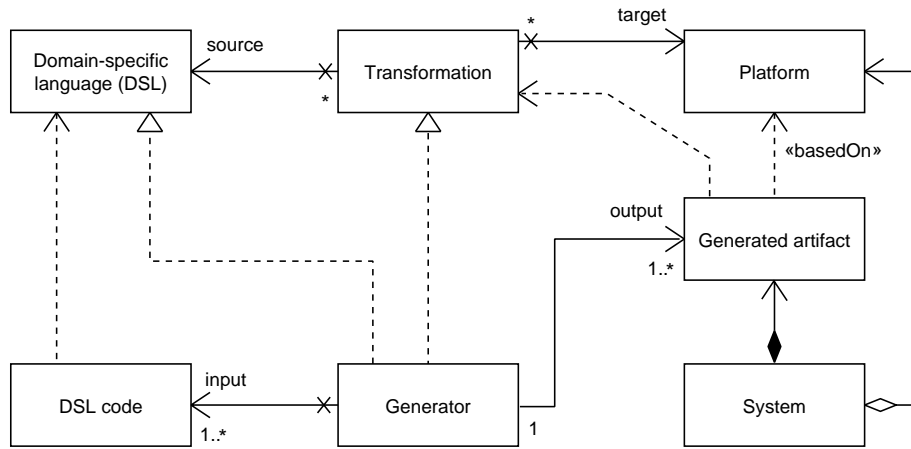 *
target
source
Domain-specific
language (DSL)
Transformation
Platform
*
«basedOn»
output
Generated artifact
1..*
input
DSL code
Generator
System
1..*
1